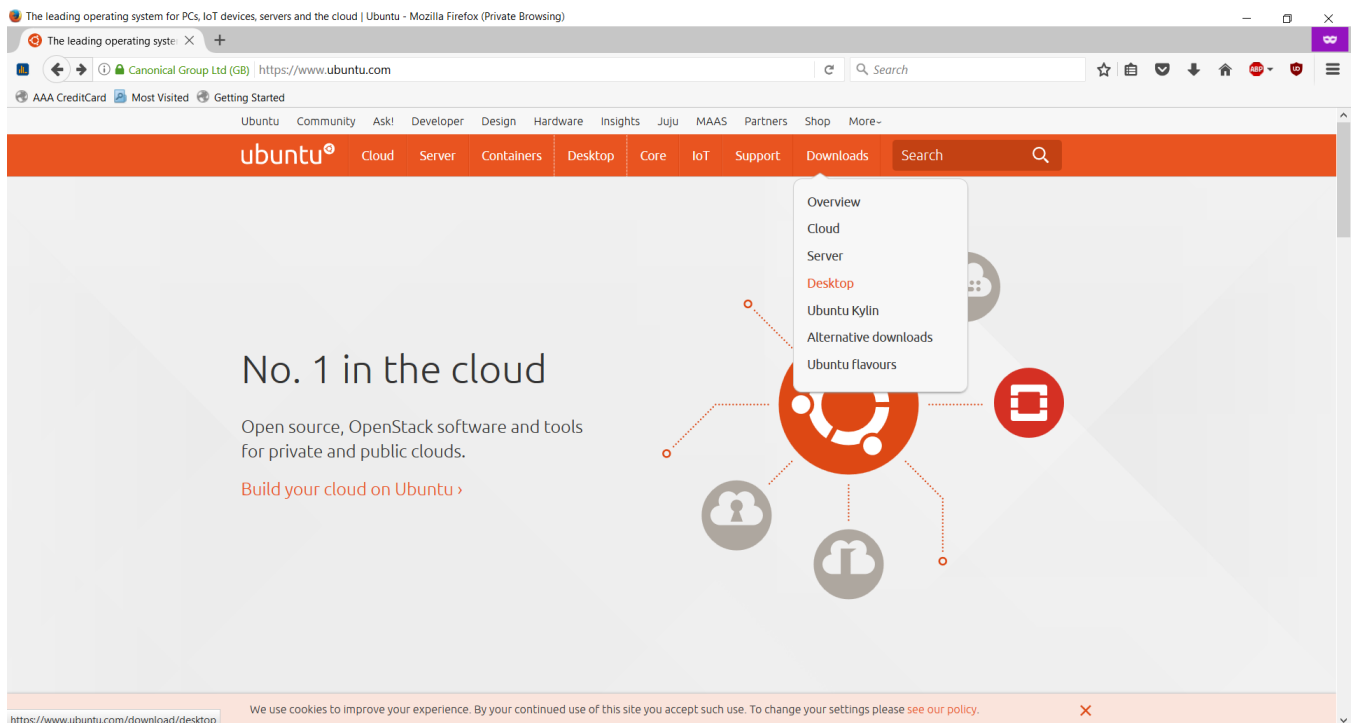 The leading operating system for PCs, IoT devices, servers and the cloud | Ubuntu - Mozilla Firefox (Private Browsing)
The leading operating syste
Canonical Group Ltd (GB) https://www.ubuntu.com Search ABP
AAA CreditCard Most Visited Getting Started
Ubuntu Community Ask! Developer Design Hardware Insights Juju MAAS Partners Shop More
ubuntu Cloud Server Containers Desktop Core IoT Support Downloads Search
Overview
Cloud
Server
Desktop
Ubuntu Kylin
Alternative downloads
Ubuntu flavours
No. 1 in the cloud
Open source, OpenStack software and tools
for private and public clouds.
Build your cloud on Ubuntu ›
We use cookies to improve your experience. By your continued use of this site you accept such use. To change your settings please see our policy.
https://www.ubuntu.com/download/desktop